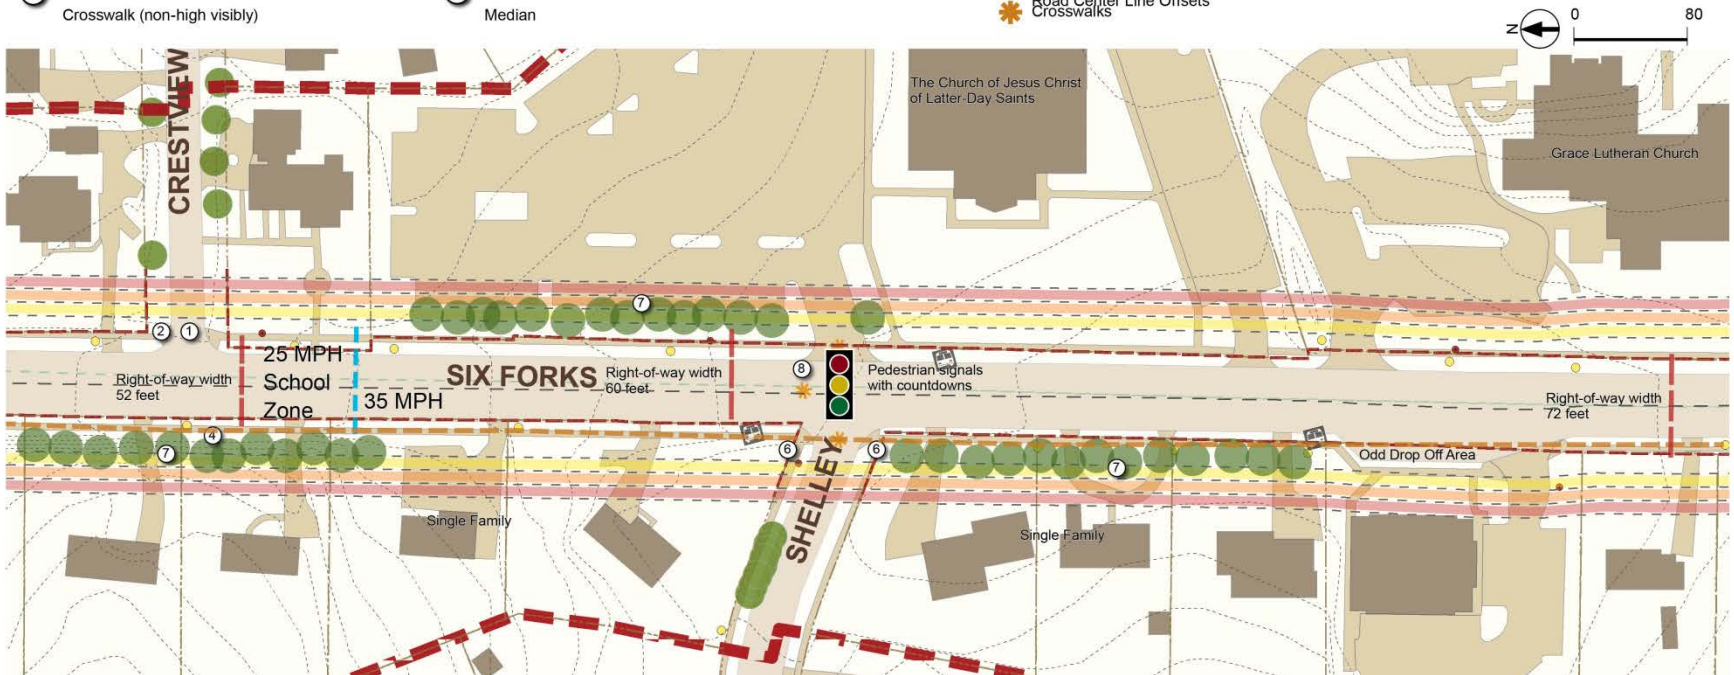 Crosswalk (non-high visibly)
Median
Road Center Line Offsets
Crosswalks
N
0
80
CRESTVIEW
The Church of Jesus Christ
of Latter-Day Saints
Grace Lutheran Church
2
1
7
25 MPH
School
Zone
Right-of-way width
52 feet
35 MPH
SIX FORKS
Right-of-way width
60 feet
8
Pedestrian signals
with countdowns
Right-of-way width
72 feet
4
7
6
6
7
Odd Drop Off Area
SHELLEY
Single Family
Single Family